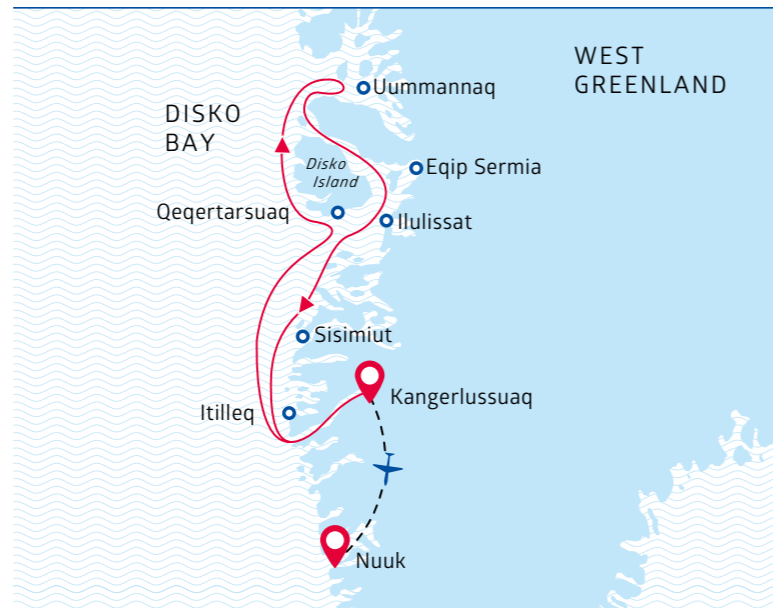 WEST
GREENLAND
Uummannaq
DISKO
BAY
Disko
Island
Eqip Sermia
Qeqertarsuaq
Ilulissat
Sisimiut
Kangerlussuaq
Itilleq
Nuuk